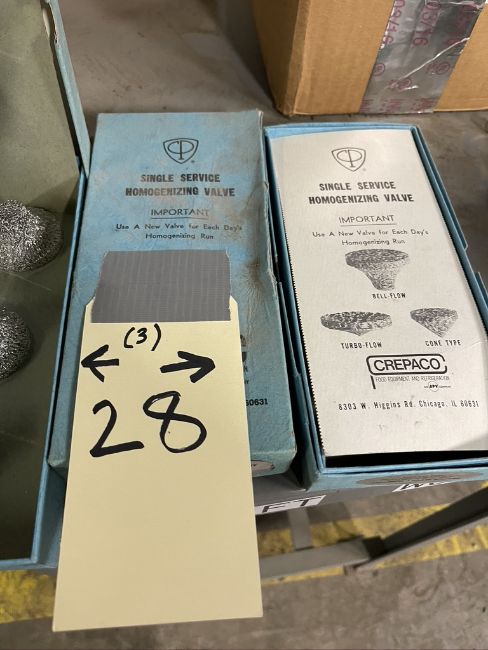 SINGLE SERVICE
HOMOGENIZING VALVE
IMPORTANT
Use A New Valve for Each Day's
Homogenizing Run
60631
(3)
28
SINGLE SERVICE
HOMOGENIZING VALVE
IMPORTANT
Use A New Valve for Each Day's
Homogenizing Run
BELL-FLOW
TURBO-FLOW
CONE TYPE
CREPACO
FOOD EQUIPMENT AND REFRIGERATION
8303 W. Higgins Rd. Chicago, IL 60631
FT